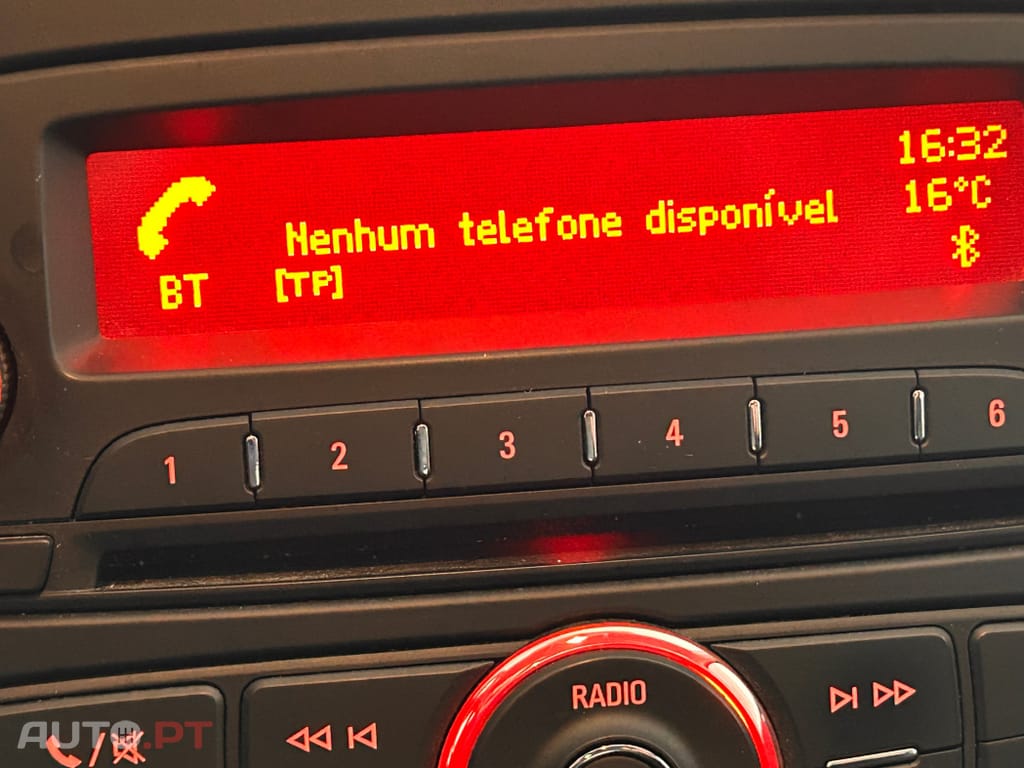 16:32
16°C
Nenhum telefone disponível
BT [TP]
1 2 3 4 5 6
RADIO
AUTO.PT